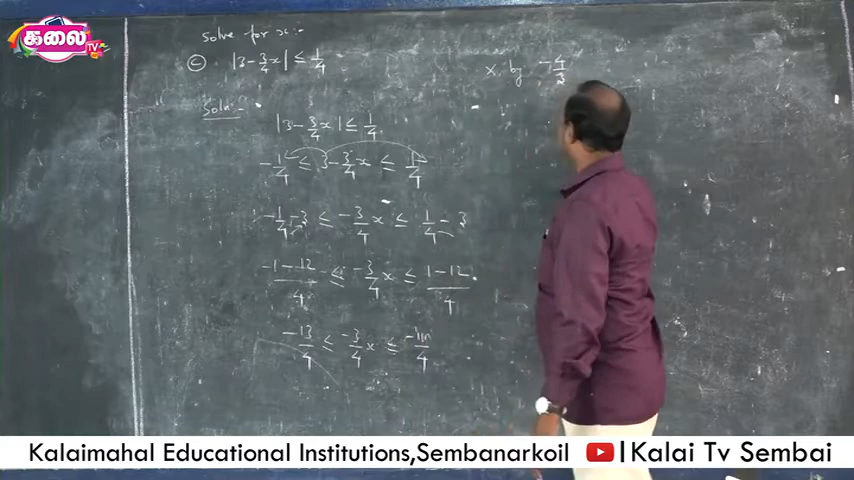 கலை TV
solve for x:-
(c) |3 - 3/4 x| ≤ 1/4
Soln:-
|3 - 3/4 x| ≤ 1/4
-1/4 ≤ 3 - 3/4 x ≤ 1/4
-1/4 - 3 ≤ -3/4 x ≤ 1/4 - 3
-1-12/4 ≤ -3/4 x ≤ 1-12/4
-13/4 ≤ -3/4 x ≤ -11/4
x by -4/3
Kalaimahal Educational Institutions,Sembanarkoil | Kalai Tv Sembai